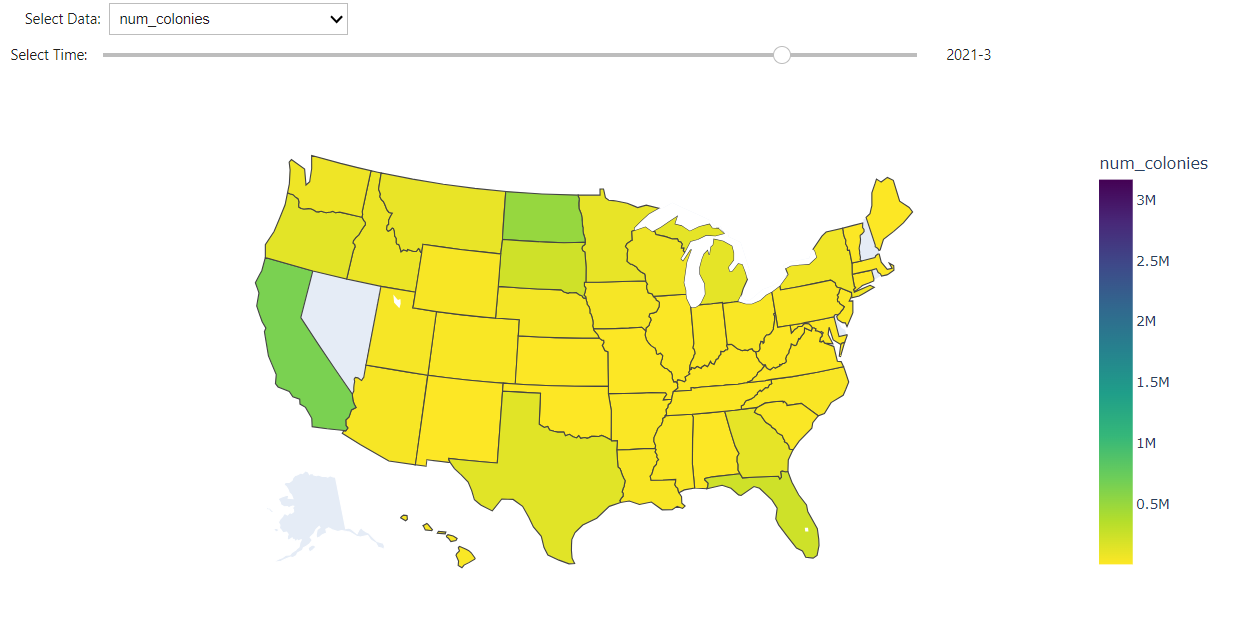 Select Data: num_colonies
Select Time: 2021-3
num_colonies
3M
2.5M
2M
1.5M
1M
0.5M